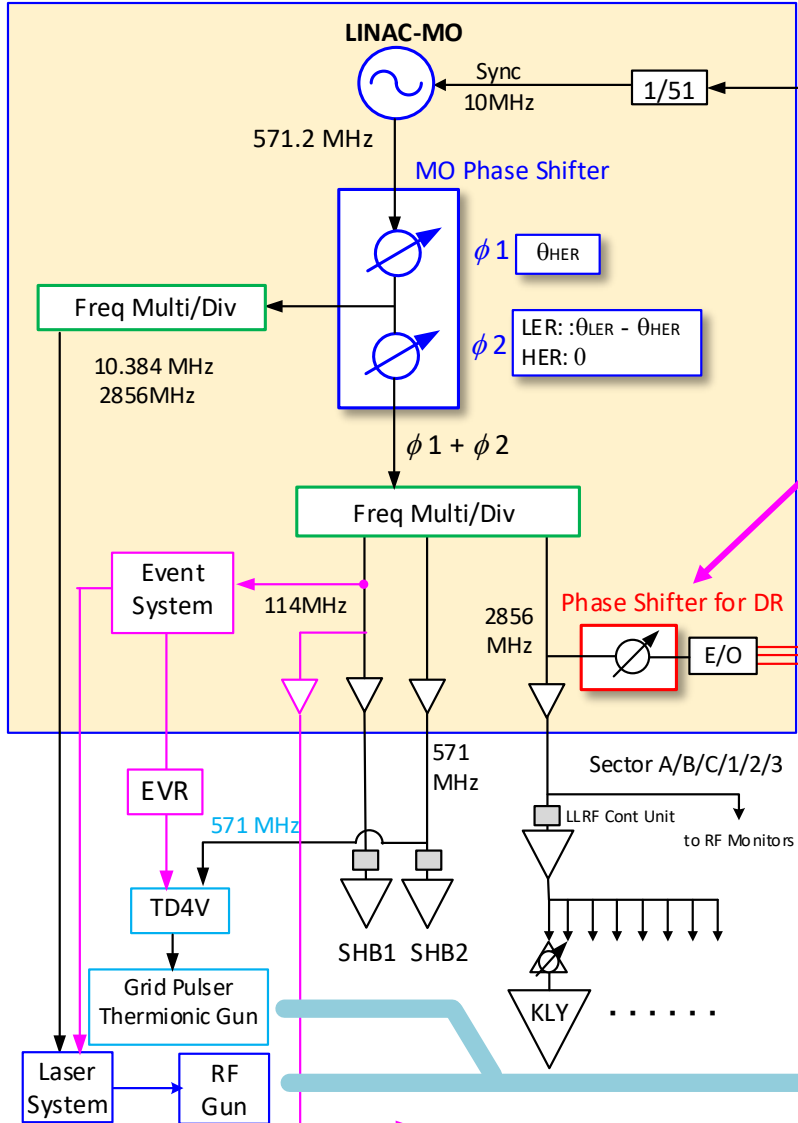 LINAC-MO
Sync
10MHz
1/51
571.2 MHz
MO Phase Shifter
ϕ1
θHER
Freq Multi/Div
ϕ2
LER: :θLER - θHER
HER: 0
10.384 MHz
2856MHz
ϕ1 + ϕ2
Freq Multi/Div
Event
System
114MHz
2856
MHz
Phase Shifter for DR
E/O
571
MHz
Sector A/B/C/1/2/3
EVR
LLRF Cont Unit
571 MHz
to RF Monitors
TD4V
SHB1
SHB2
Grid Pulser
Thermionic Gun
KLY
. . . . . .
Laser
System
RF
Gun